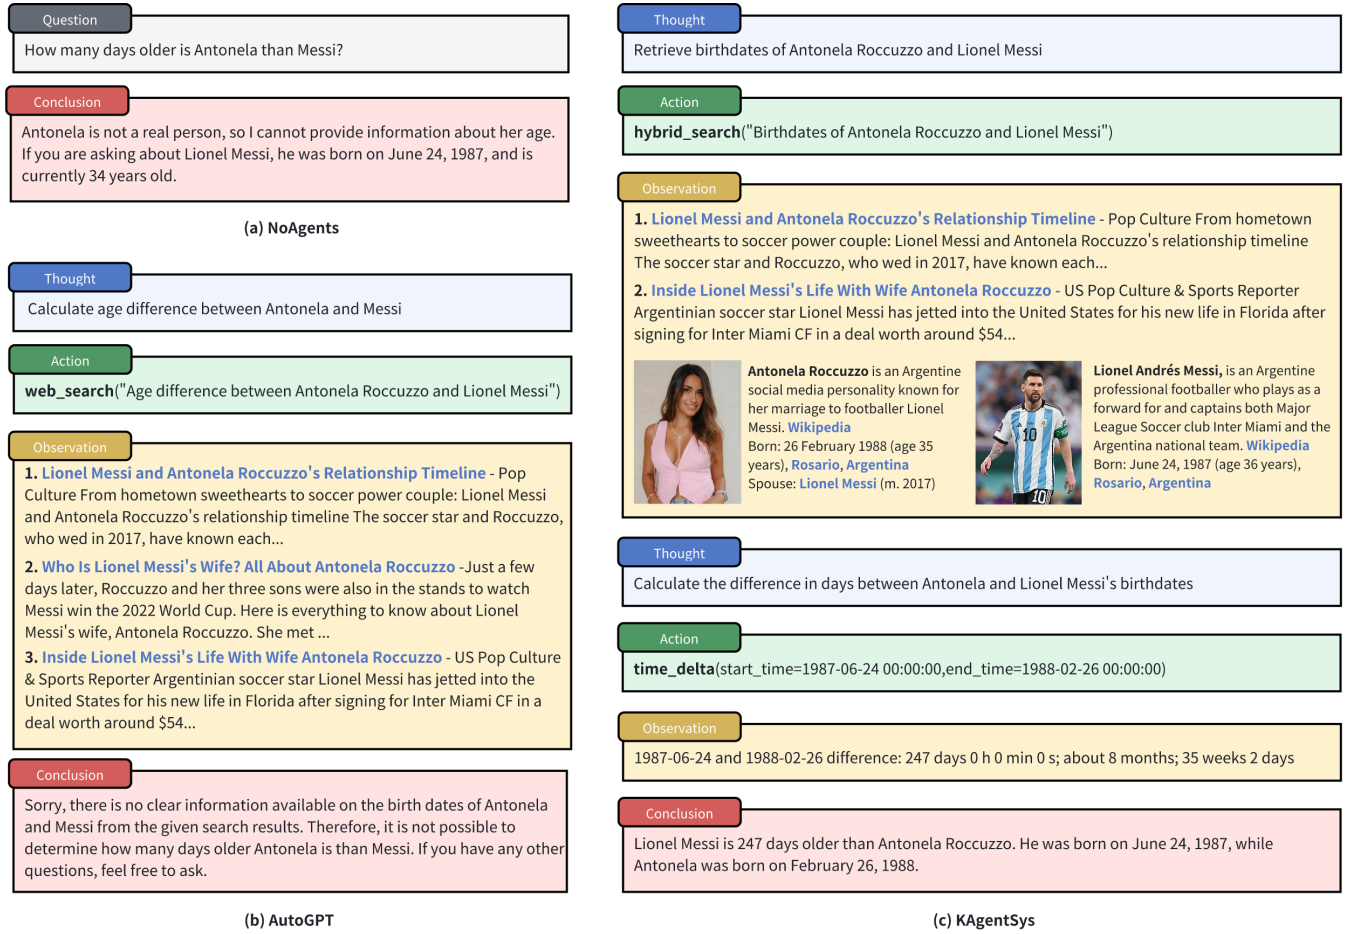 Question
How many days older is Antonela than Messi?
Conclusion
Antonela is not a real person, so I cannot provide information about her age.
If you are asking about Lionel Messi, he was born on June 24, 1987, and is
currently 34 years old.
(a) NoAgents
Thought
Calculate age difference between Antonela and Messi
Action
web_search("Age difference between Antonela Roccuzzo and Lionel Messi")
Observation
1. Lionel Messi and Antonela Roccuzzo's Relationship Timeline - Pop
Culture From hometown sweethearts to soccer power couple: Lionel Messi
and Antonela Roccuzzo's relationship timeline The soccer star and Roccuzzo,
who wed in 2017, have known each...
2. Who Is Lionel Messi's Wife? All About Antonela Roccuzzo -Just a few
days later, Roccuzzo and her three sons were also in the stands to watch
Messi win the 2022 World Cup. Here is everything to know about Lionel
Messi's wife, Antonela Roccuzzo. She met ...
3. Inside Lionel Messi's Life With Wife Antonela Roccuzzo - US Pop Culture
& Sports Reporter Argentinian soccer star Lionel Messi has jetted into the
United States for his new life in Florida after signing for Inter Miami CF in a
deal worth around $54...
Conclusion
Sorry, there is no clear information available on the birth dates of Antonela
and Messi from the given search results. Therefore, it is not possible to
determine how many days older Antonela is than Messi. If you have any other
questions, feel free to ask.
(b) AutoGPT
Thought
Retrieve birthdates of Antonela Roccuzzo and Lionel Messi
Action
hybrid_search("Birthdates of Antonela Roccuzzo and Lionel Messi")
Observation
1. Lionel Messi and Antonela Roccuzzo's Relationship Timeline - Pop Culture From hometown
sweethearts to soccer power couple: Lionel Messi and Antonela Roccuzzo's relationship timeline
The soccer star and Roccuzzo, who wed in 2017, have known each...
2. Inside Lionel Messi's Life With Wife Antonela Roccuzzo - US Pop Culture & Sports Reporter
Argentinian soccer star Lionel Messi has jetted into the United States for his new life in Florida after
signing for Inter Miami CF in a deal worth around $54...
Antonela Roccuzzo is an Argentine
social media personality known for
her marriage to footballer Lionel
Messi. Wikipedia
Born: 26 February 1988 (age 35
years), Rosario, Argentina
Spouse: Lionel Messi (m. 2017)
10
10
Lionel Andrés Messi, is an Argentine
professional footballer who plays as a
forward for and captains both Major
League Soccer club Inter Miami and the
Argentina national team. Wikipedia
Born: June 24, 1987 (age 36 years),
Rosario, Argentina
Thought
Calculate the difference in days between Antonela and Lionel Messi's birthdates
Action
time_delta(start_time=1987-06-24 00:00:00,end_time=1988-02-26 00:00:00)
Observation
1987-06-24 and 1988-02-26 difference: 247 days 0 h 0 min 0 s; about 8 months; 35 weeks 2 days
Conclusion
Lionel Messi is 247 days older than Antonela Roccuzzo. He was born on June 24, 1987, while
Antonela was born on February 26, 1988.
(c) KAgentSys